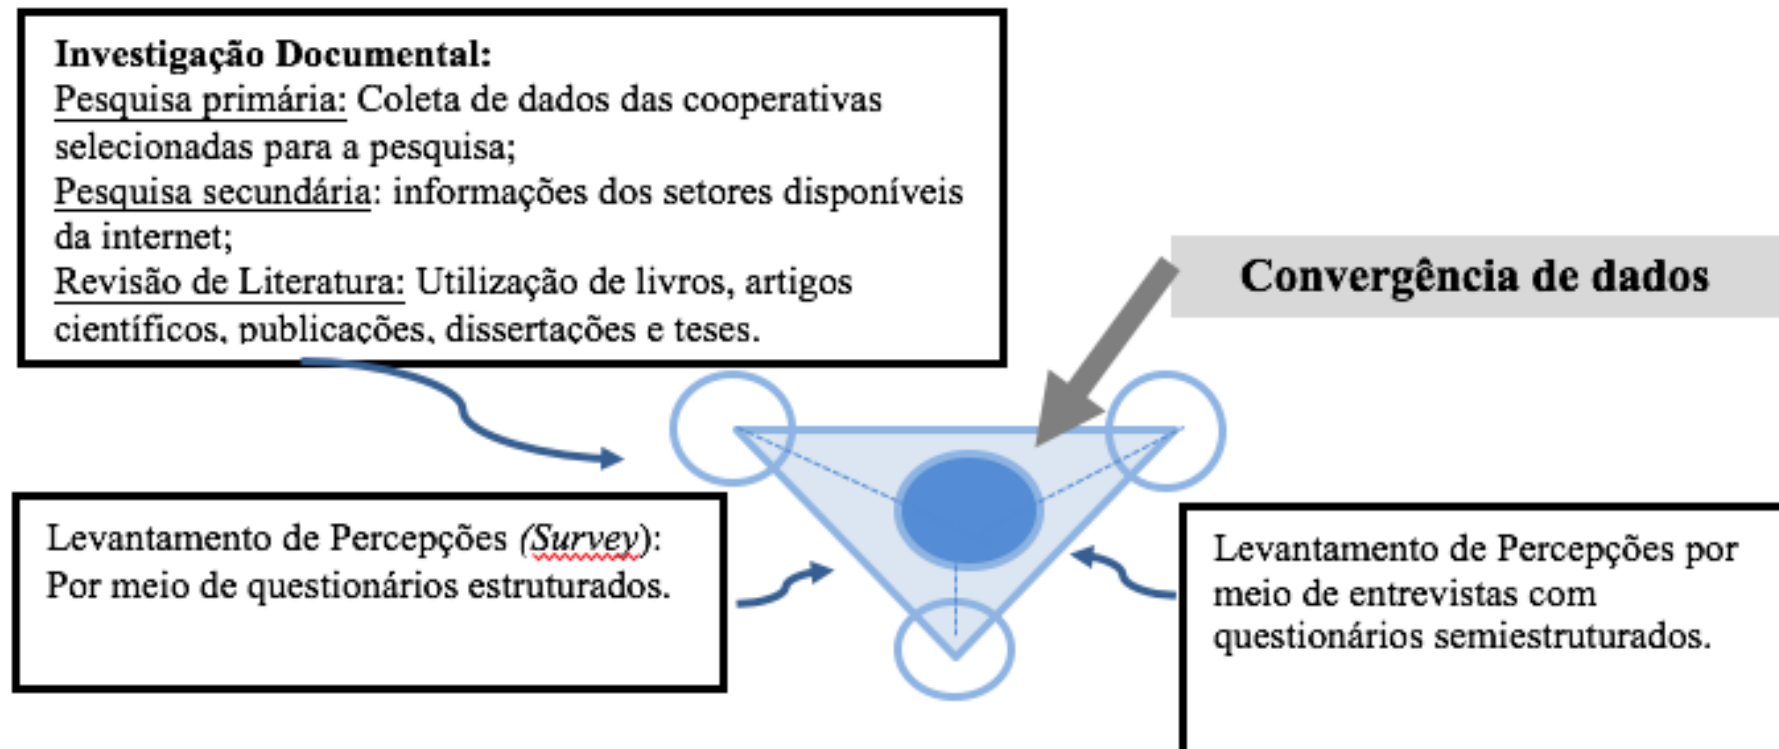 Investigação Documental:
Pesquisa primária: Coleta de dados das cooperativas
selecionadas para a pesquisa;
Pesquisa secundária: informações dos setores disponíveis
da internet;
Revisão de Literatura: Utilização de livros, artigos
científicos, publicações, dissertações e teses.
Convergência de dados
Levantamento de Percepções (Survey):
Por meio de questionários estruturados.
Levantamento de Percepções por
meio de entrevistas com
questionários semiestruturados.